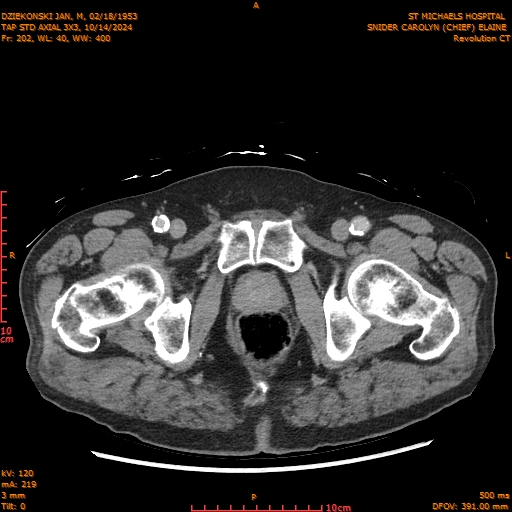 DZIEKONSKI JAN, M, 02/18/1953
TAP STD AXIAL 3X3, 10/14/2024
Fr: 202, WL: 40, WW: 400
A
ST MICHAELS HOSPITAL
SNIDER CAROLYN (CHIEF) ELAINE
Revolution CT
R
L
10
cm
kV: 120
mA: 219
3 mm
Tilt: 0
P
10cm
500 ms
DFOV: 391.00 mm